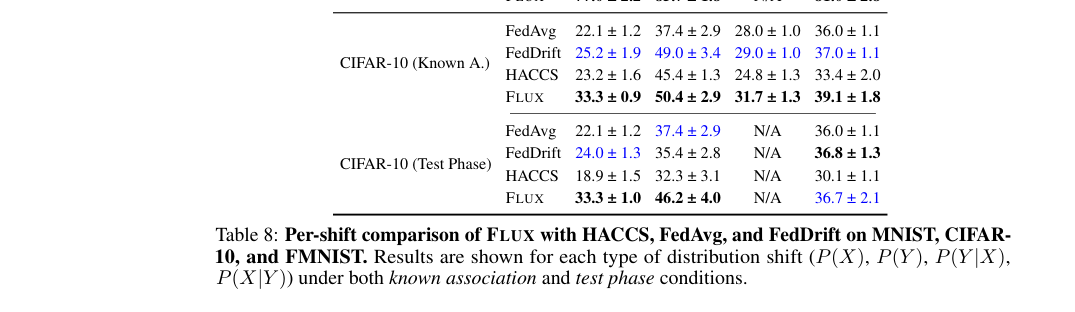 FedAvg 22.1 ± 1.2 37.4 ± 2.9 28.0 ± 1.0 36.0 ± 1.1
FedDrift 25.2 ± 1.9 49.0 ± 3.4 29.0 ± 1.0 37.0 ± 1.1
CIFAR-10 (Known A.)
HACCS 23.2 ± 1.6 45.4 ± 1.3 24.8 ± 1.3 33.4 ± 2.0
FLUX 33.3 ± 0.9 50.4 ± 2.9 31.7 ± 1.3 39.1 ± 1.8
FedAvg 22.1 ± 1.2 37.4 ± 2.9 N/A 36.0 ± 1.1
FedDrift 24.0 ± 1.3 35.4 ± 2.8 N/A 36.8 ± 1.3
CIFAR-10 (Test Phase)
HACCS 18.9 ± 1.5 32.3 ± 3.1 N/A 30.1 ± 1.1
FLUX 33.3 ± 1.0 46.2 ± 4.0 N/A 36.7 ± 2.1
Table 8: Per-shift comparison of FLUX with HACCS, FedAvg, and FedDrift on MNIST, CIFAR-
10, and FMNIST. Results are shown for each type of distribution shift (P(X), P(Y), P(Y|X),
P(X|Y)) under both known association and test phase conditions.